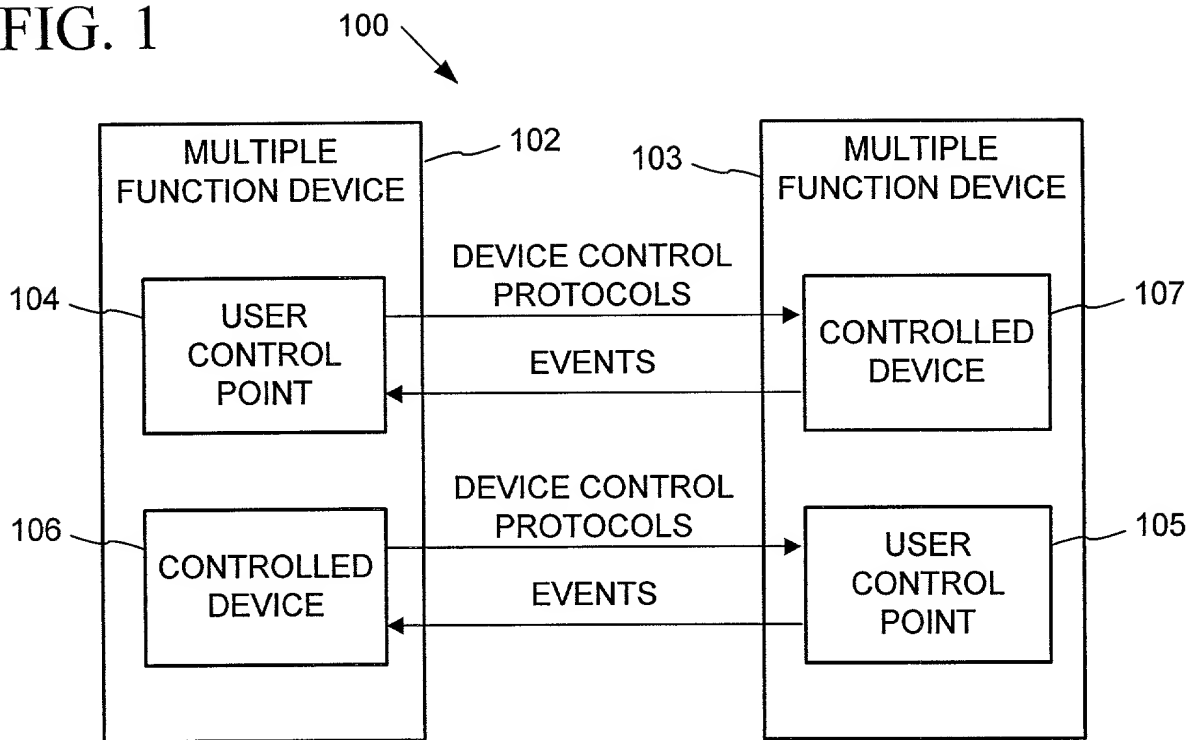 FIG. 1
100
MULTIPLE
FUNCTION DEVICE
102
103
MULTIPLE
FUNCTION DEVICE
104
USER
CONTROL
POINT
DEVICE CONTROL
PROTOCOLS
EVENTS
CONTROLLED
DEVICE
107
106
CONTROLLED
DEVICE
DEVICE CONTROL
PROTOCOLS
EVENTS
USER
CONTROL
POINT
105